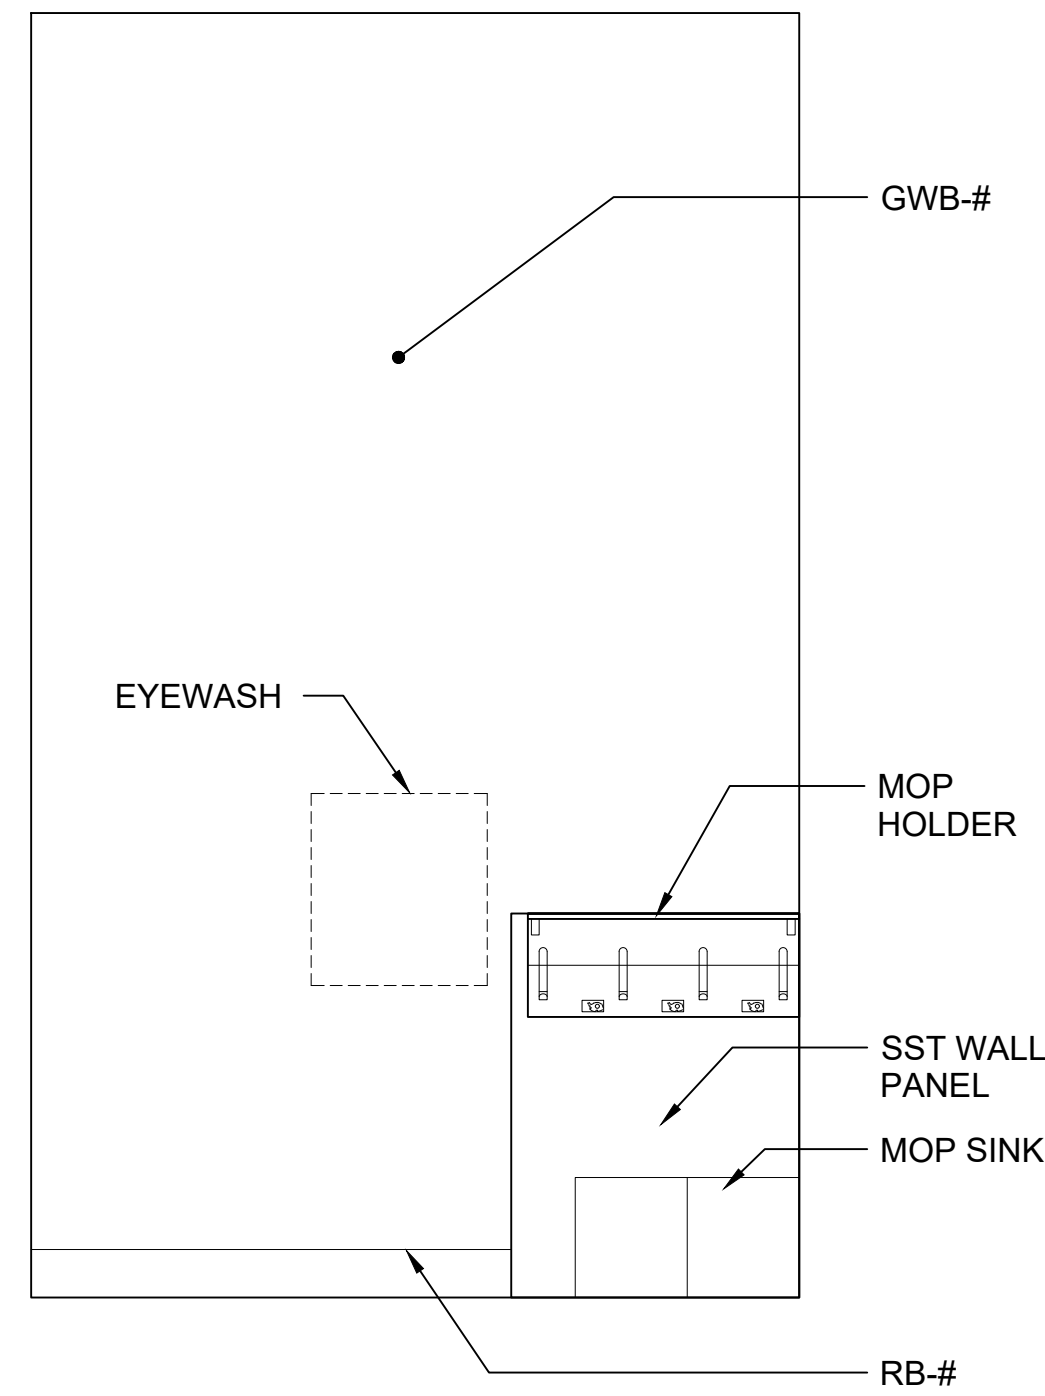 GWB-#
EYEWASH
MOP
HOLDER
SST WALL
PANEL
MOP SINK
RB-#